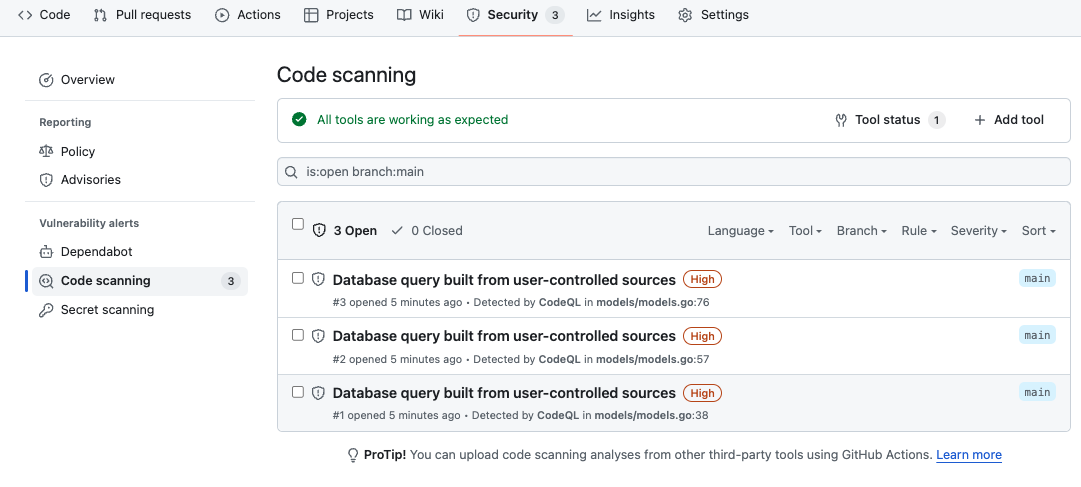 Code Pull requests Actions Projects Wiki Security 3 Insights Settings
Overview
Reporting
Policy
Advisories
Vulnerability alerts
Dependabot
Code scanning 3
Secret scanning
Code scanning
All tools are working as expected Tool status 1 Add tool
is:open branch:main
3 Open 0 Closed Language Tool Branch Rule Severity Sort
Database query built from user-controlled sources High main
#3 opened 5 minutes ago • Detected by CodeQL in models/models.go:76
Database query built from user-controlled sources High main
#2 opened 5 minutes ago • Detected by CodeQL in models/models.go:57
Database query built from user-controlled sources High main
#1 opened 5 minutes ago • Detected by CodeQL in models/models.go:38
ProTip! You can upload code scanning analyses from other third-party tools using GitHub Actions. Learn more